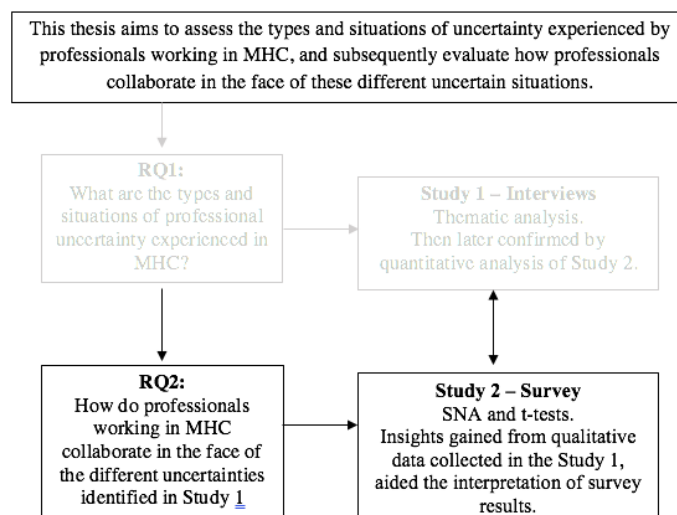 This thesis aims to assess the types and situations of uncertainty experienced by
professionals working in MHC, and subsequently evaluate how professionals
collaborate in the face of these different uncertain situations.
RQ1:
What are the types and
situations of professional
uncertainty experienced in
MHC?
Study 1 – Interviews
Thematic analysis.
Then later confirmed by
quantitative analysis of Study 2.
RQ2:
How do professionals
working in MHC
collaborate in the face of
the different uncertainties
identified in Study 1
Study 2 – Survey
SNA and t-tests.
Insights gained from qualitative
data collected in the Study 1,
aided the interpretation of survey
results.